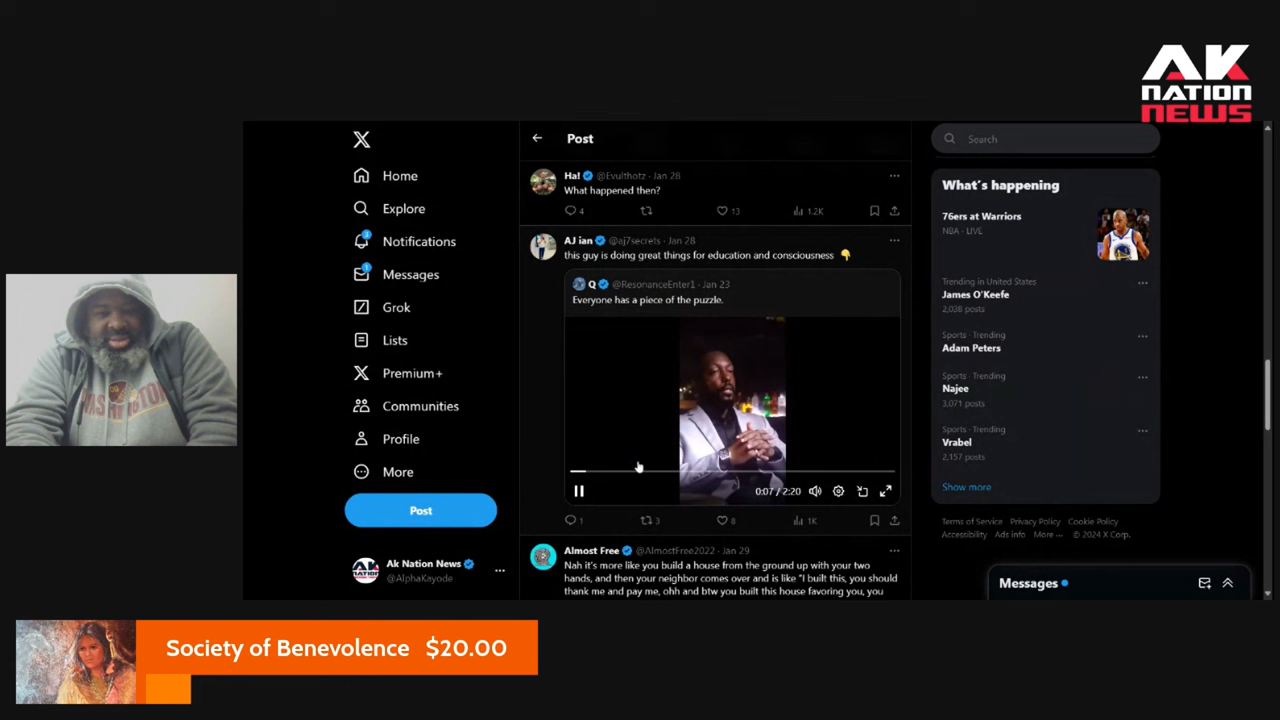 AK
NATION
NEWS
Home
Explore
3
Notifications
1
Messages
Grok
Lists
Premium+
Communities
Profile
More
Post
Ak Nation News
@AlphaKayode
Post
Ha! @Evulthotz · Jan 28
What happened then?
4 13 1.2K
AJ ian @aj7secrets · Jan 28
this guy is doing great things for education and consciousness 👇
Q @ResonanceEnter1 · Jan 23
Everyone has a piece of the puzzle.
0:07 / 2:20
1 3 8 1K
Almost Free @AlmostFree2022 · Jan 29
Nah it's more like you build a house from the ground up with your two
hands, and then your neighbor comes over and is like "I built this, you should
thank me and pay me, ohh and btw you built this house favoring you, you
Search
What's happening
76ers at Warriors
NBA · LIVE
Trending in United States
James O'Keefe
2,038 posts
Sports · Trending
Adam Peters
Sports · Trending
Najee
3,071 posts
Sports · Trending
Vrabel
2,157 posts
Show more
Terms of Service Privacy Policy Cookie Policy
Accessibility Ads info More ··· © 2024 X Corp.
Messages
Society of Benevolence $20.00